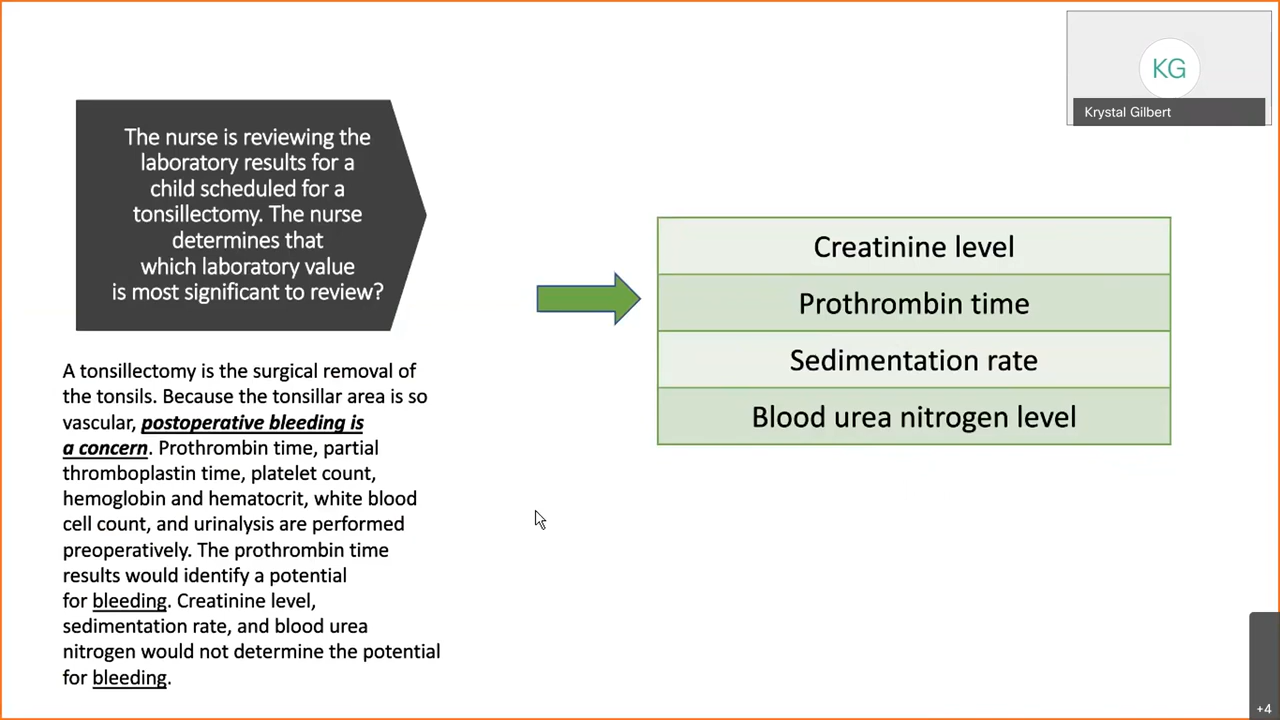 KG
Krystal Gilbert
The nurse is reviewing the
laboratory results for a
child scheduled for a
tonsillectomy. The nurse
determines that
which laboratory value
is most significant to review?
Creatinine level
Prothrombin time
Sedimentation rate
Blood urea nitrogen level
A tonsillectomy is the surgical removal of
the tonsils. Because the tonsillar area is so
vascular, postoperative bleeding is
a concern. Prothrombin time, partial
thromboplastin time, platelet count,
hemoglobin and hematocrit, white blood
cell count, and urinalysis are performed
preoperatively. The prothrombin time
results would identify a potential
for bleeding. Creatinine level,
sedimentation rate, and blood urea
nitrogen would not determine the potential
for bleeding.
+4